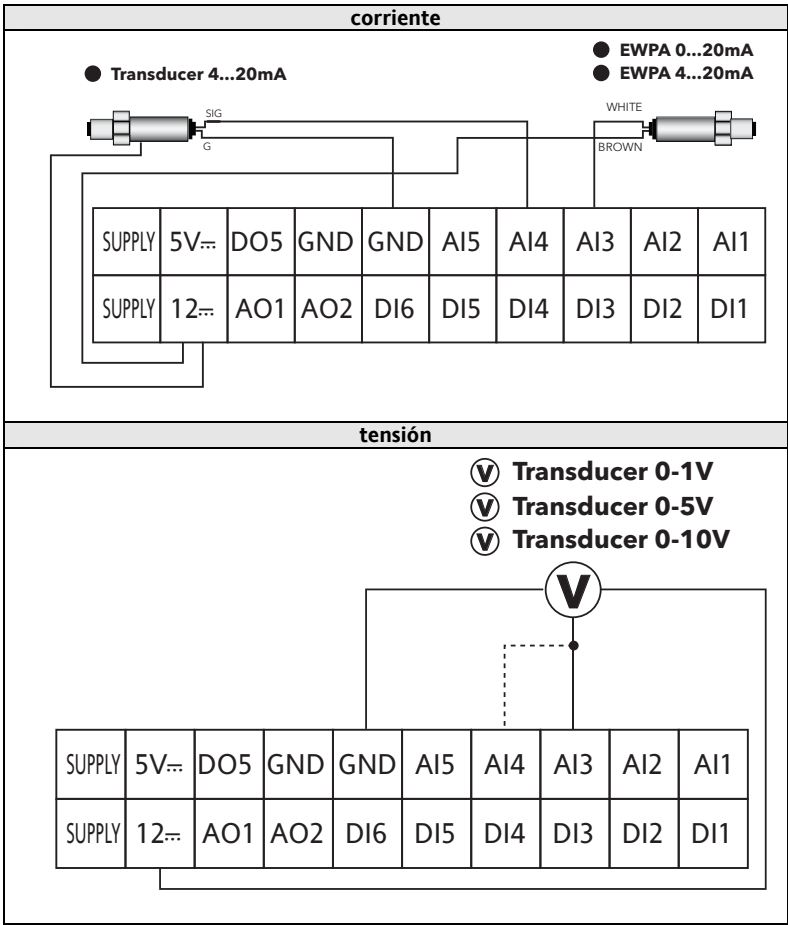 corriente
EWPA 0...20mA
Transducer 4...20mA
EWPA 4...20mA
SIG
WHITE
G
BROWN
SUPPLY 5V⎓ DO5 GND GND AI5 AI4 AI3 AI2 AI1
SUPPLY 12⎓ AO1 AO2 DI6 DI5 DI4 DI3 DI2 DI1
tensión
V Transducer 0-1V
V Transducer 0-5V
V Transducer 0-10V
V
SUPPLY 5V⎓ DO5 GND GND AI5 AI4 AI3 AI2 AI1
SUPPLY 12⎓ AO1 AO2 DI6 DI5 DI4 DI3 DI2 DI1